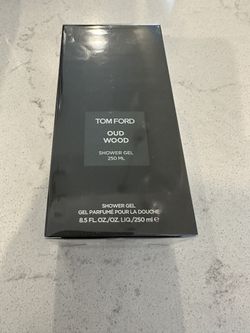 TOM FORD
OUD
WOOD
SHOWER GEL
250 ML
SHOWER GEL
GEL PARFUMÉ POUR LA DOUCHE
8.5 FL. OZ./OZ. LIQ./250 ml ℮